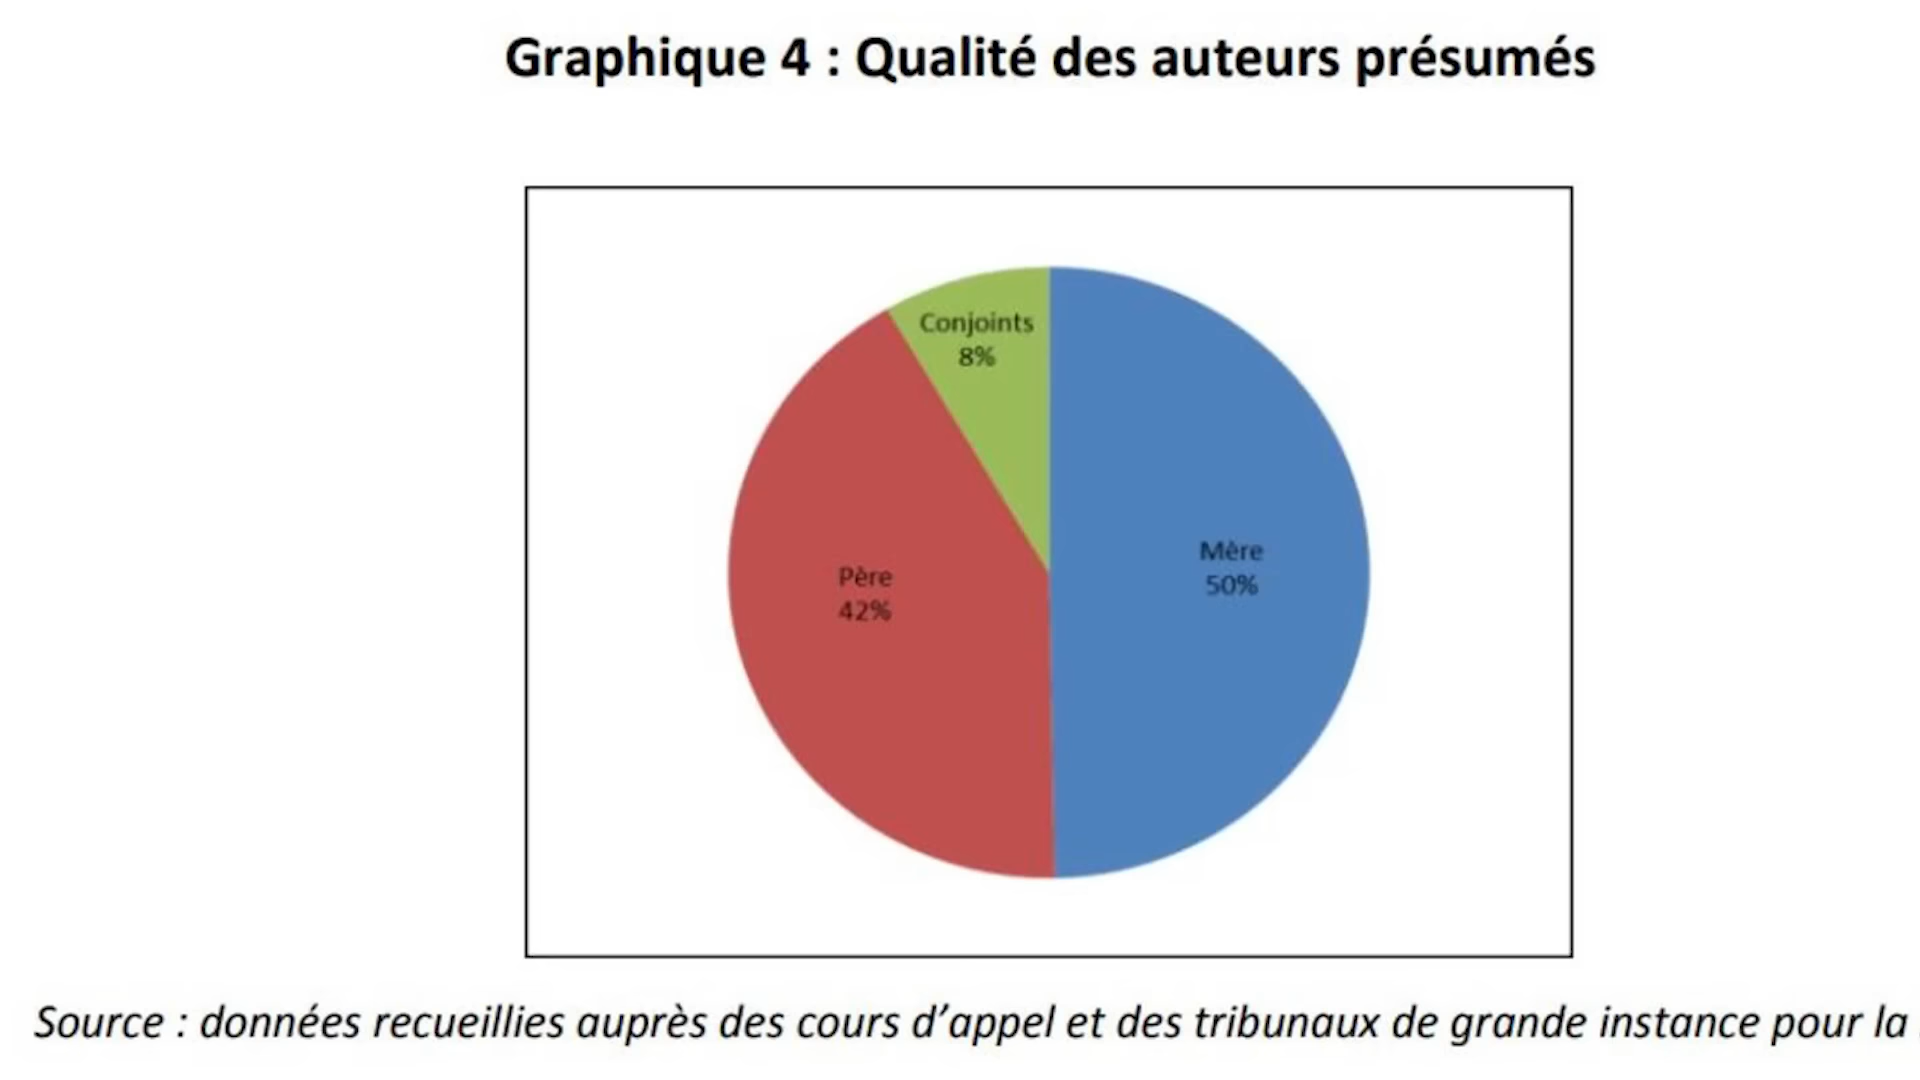 Graphique 4 : Qualité des auteurs présumés
Conjoints
8%
Mère
50%
Père
42%
Source : données recueillies auprès des cours d’appel et des tribunaux de grande instance pour la